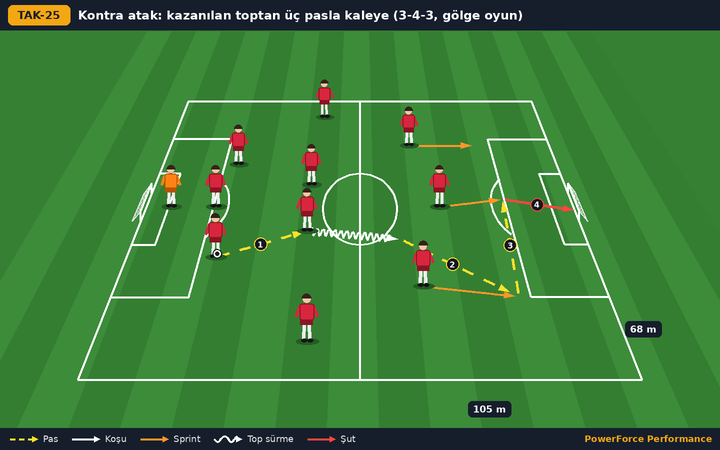 TAK-25
Kontra atak: kazanılan toptan üç pasla kaleye (3-4-3, gölge oyun)
4
1
3
2
68 m
105 m
Pas
Koşu
Sprint
Top sürme
Şut
PowerForce Performance